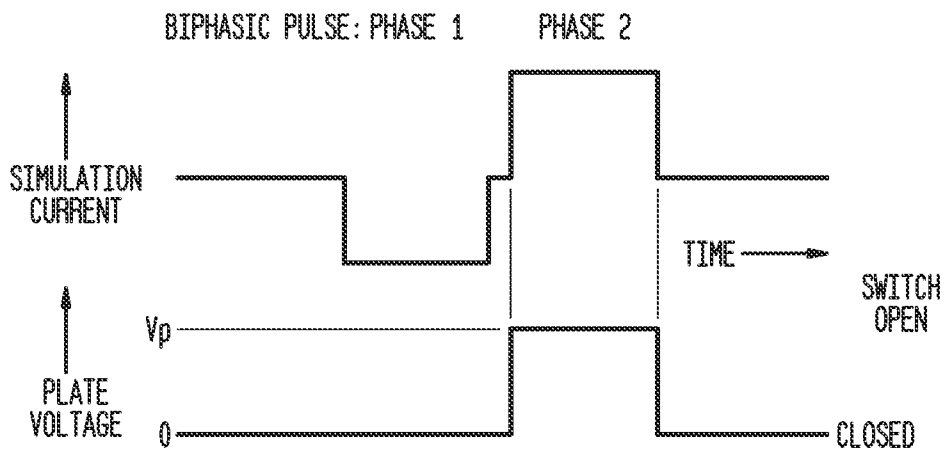 BIPHASIC PULSE: PHASE 1 PHASE 2
SIMULATION
CURRENT
TIME
SWITCH
OPEN
Vp
PLATE
VOLTAGE
0
CLOSED